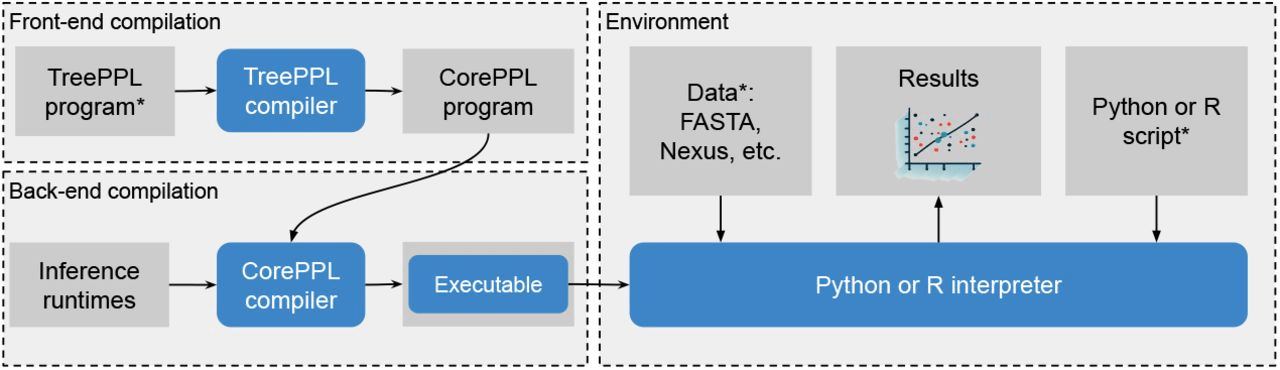 Front-end compilation
TreePPL
program*
TreePPL
compiler
CorePPL
program
Back-end compilation
Inference
runtimes
CorePPL
compiler
Executable
Environment
Data*:
FASTA,
Nexus, etc.
Results
Python or R
script*
Python or R interpreter